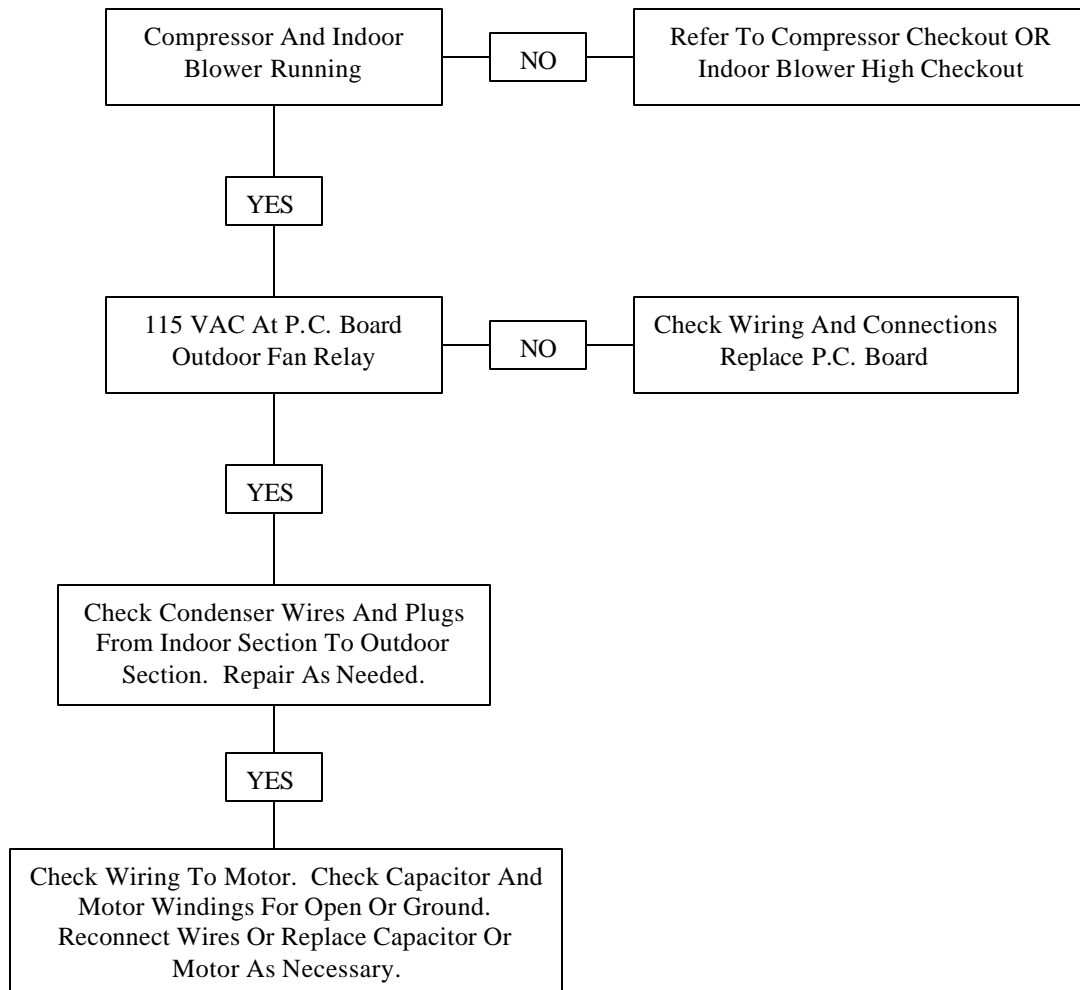 Compressor And Indoor
Blower Running
NO
Refer To Compressor Checkout OR
Indoor Blower High Checkout
YES
115 VAC At P.C. Board
Outdoor Fan Relay
NO
Check Wiring And Connections
Replace P.C. Board
YES
Check Condenser Wires And Plugs
From Indoor Section To Outdoor
Section. Repair As Needed.
YES
Check Wiring To Motor. Check Capacitor And
Motor Windings For Open Or Ground.
Reconnect Wires Or Replace Capacitor Or
Motor As Necessary.